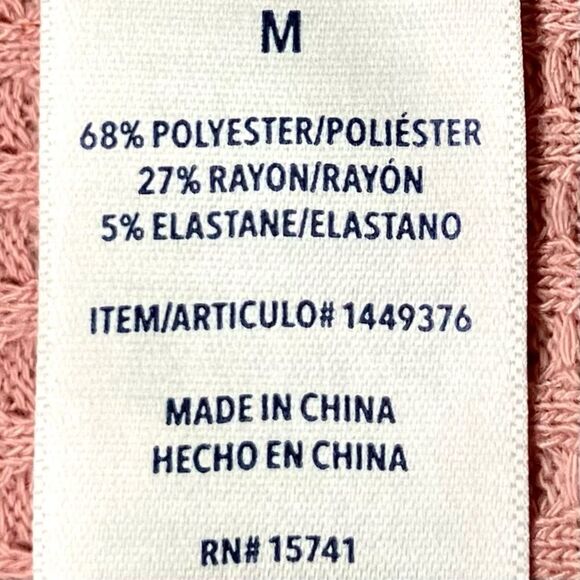 M
68% POLYESTER/POLIÉSTER
27% RAYON/RAYÓN
5% ELASTANE/ELASTANO
ITEM/ARTICULO# 1449376
MADE IN CHINA
HECHO EN CHINA
RN# 15741